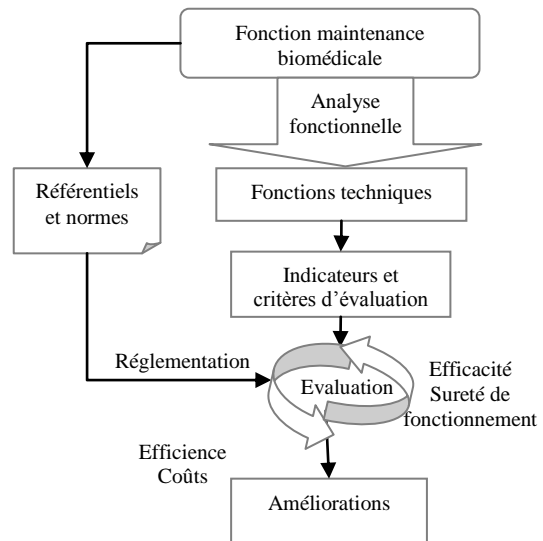 Fonction maintenance
biomédicale
Analyse
fonctionnelle
Référentiels
et normes
Fonctions techniques
Indicateurs et
critères d'évaluation
Réglementation
Evaluation
Efficacité
Sureté de
fonctionnement
Efficience
Coûts
Améliorations